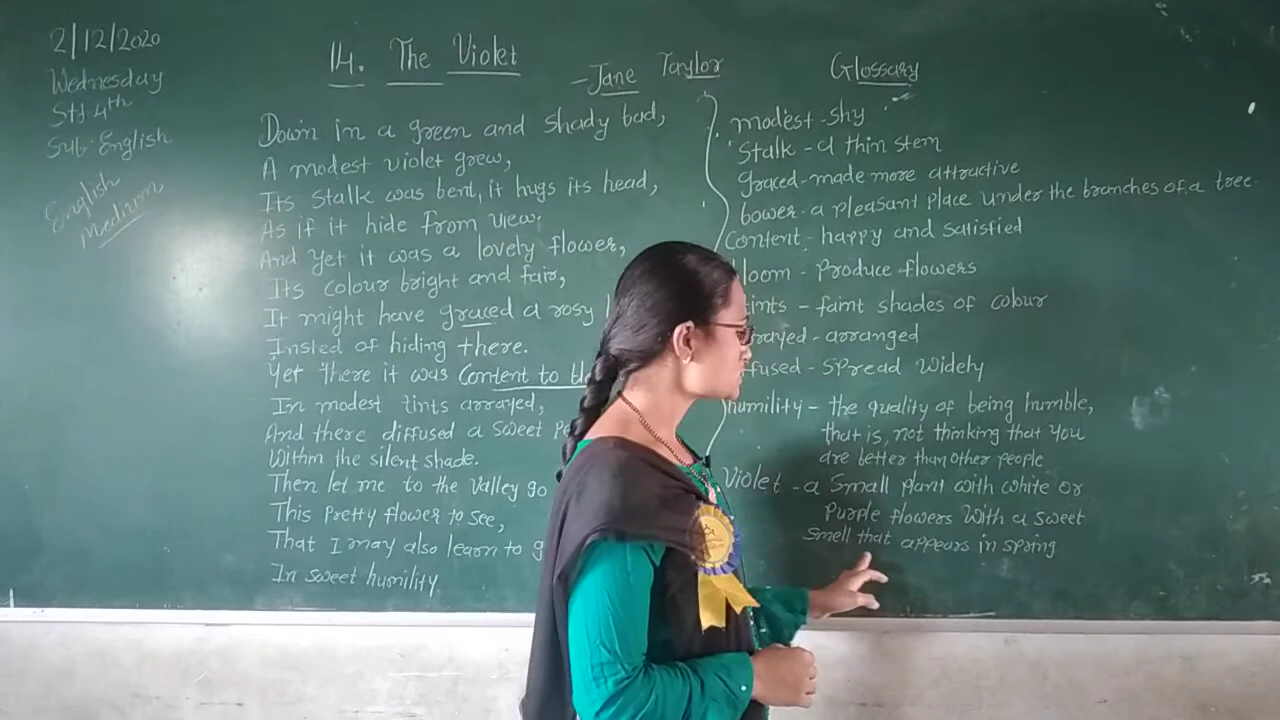 2/12/2020
Wednesday
Std 4th
Sub: English
English
Medium
14. The Violet
- Jane Taylor
Down in a green and shady bad,
A modest violet grew,
Its stalk was bent, it hugs its head,
As if it hide from view.
And yet it was a lovely flower,
Its colour bright and fair,
It might have graced a rosy
Insted of hiding there.
Yet there it was content to
In modest tints arrayed,
And there diffused a sweet
Within the silent shade.
Then let me to the valley go
This pretty flower to see,
That I may also learn to
In sweet humility.
Glossary
modest - shy
Stalk - a thin stem
graced - made more attractive
bower - a pleasant place under the branches of a tree.
Content - happy and satisfied
loom - Produce flowers
ints - faint shades of colour
rayed - arranged
ffused - spread widely
humility - the quality of being humble,
that is, not thinking that you
are better than other people
Violet - a small plant with white or
purple flowers with a sweet
smell that appears in spring